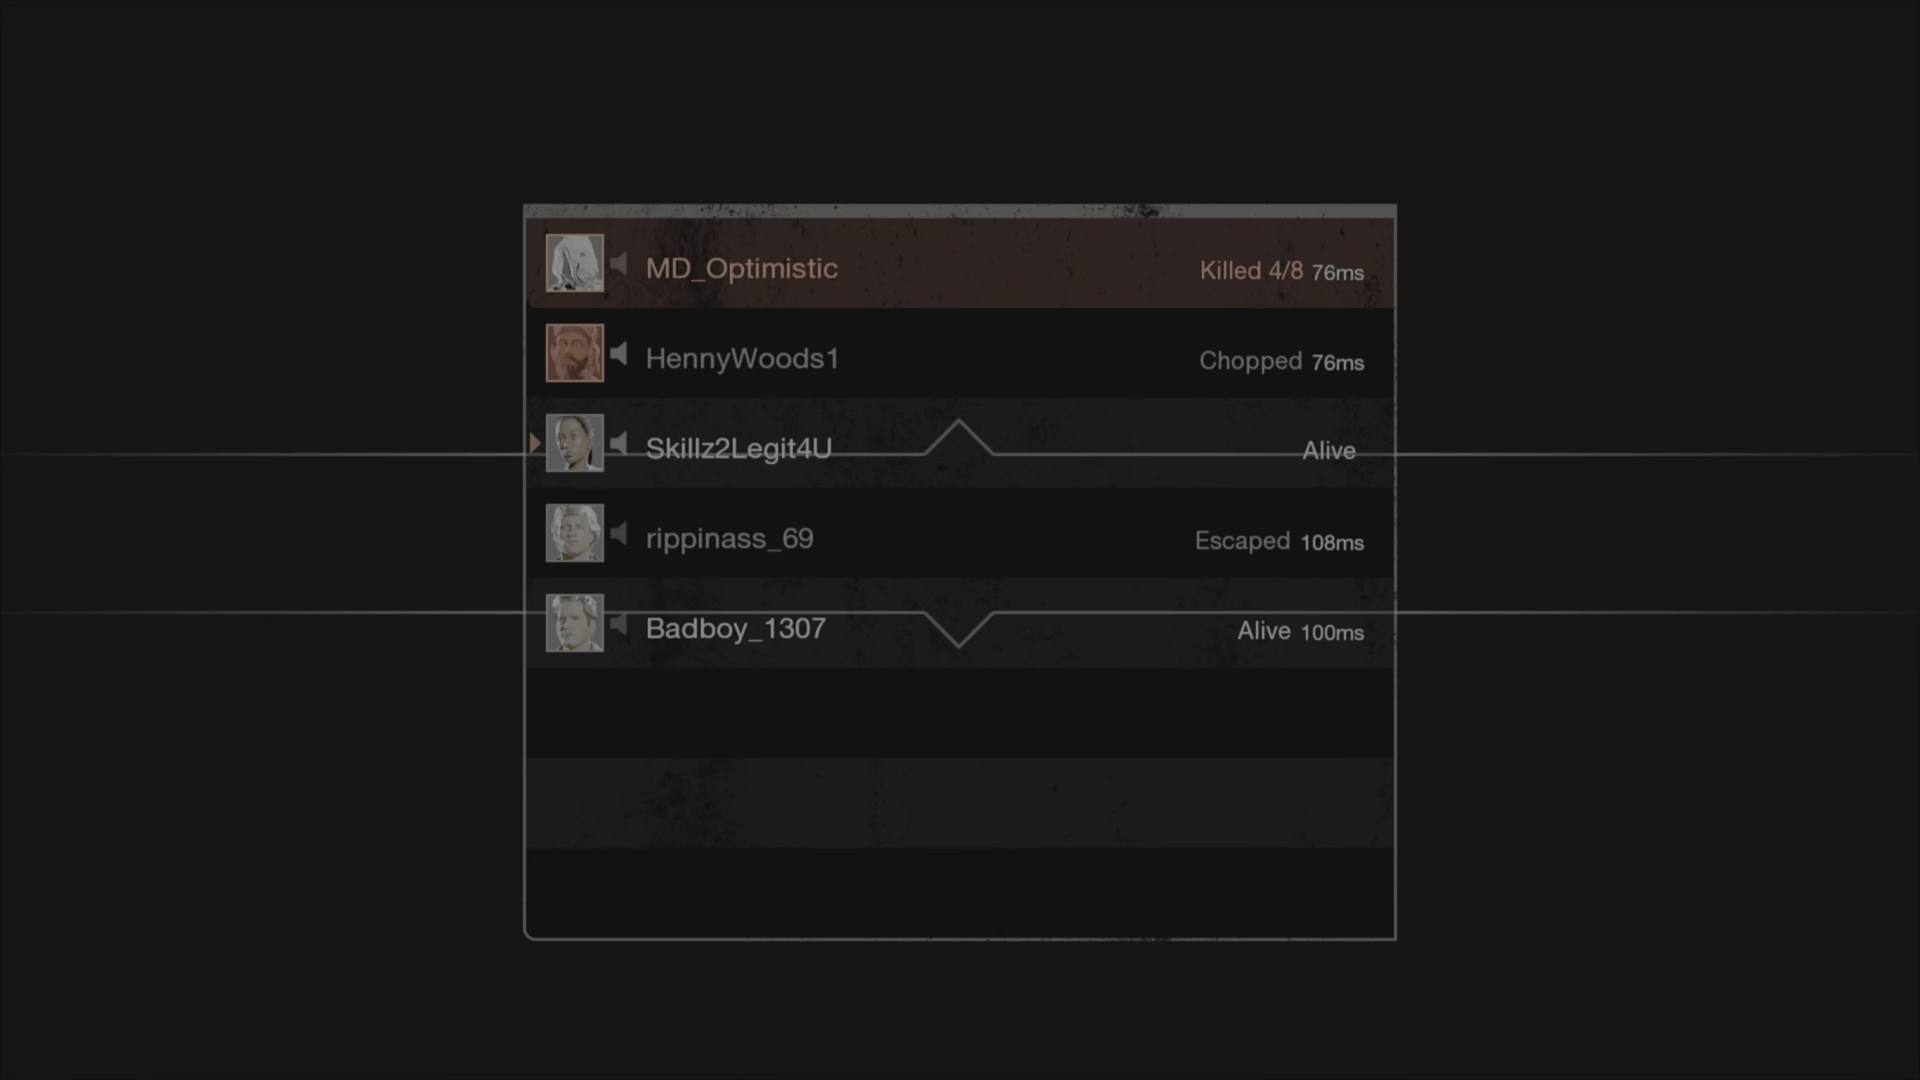 MD_Optimistic Killed 4/8 76ms
HennyWoods1 Chopped 76ms
Skillz2Legit4U Alive
rippinass_69 Escaped 108ms
Badboy_1307 Alive 100ms